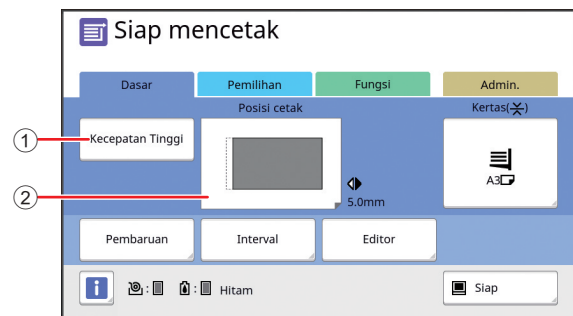 Siap mencetak
Dasar Pemilihan Fungsi Admin.
Posisi cetak Kertas()
1 Kecepatan Tinggi
A3
2
5.0mm
Pembaruan Interval Editor
i : : Hitam Siap